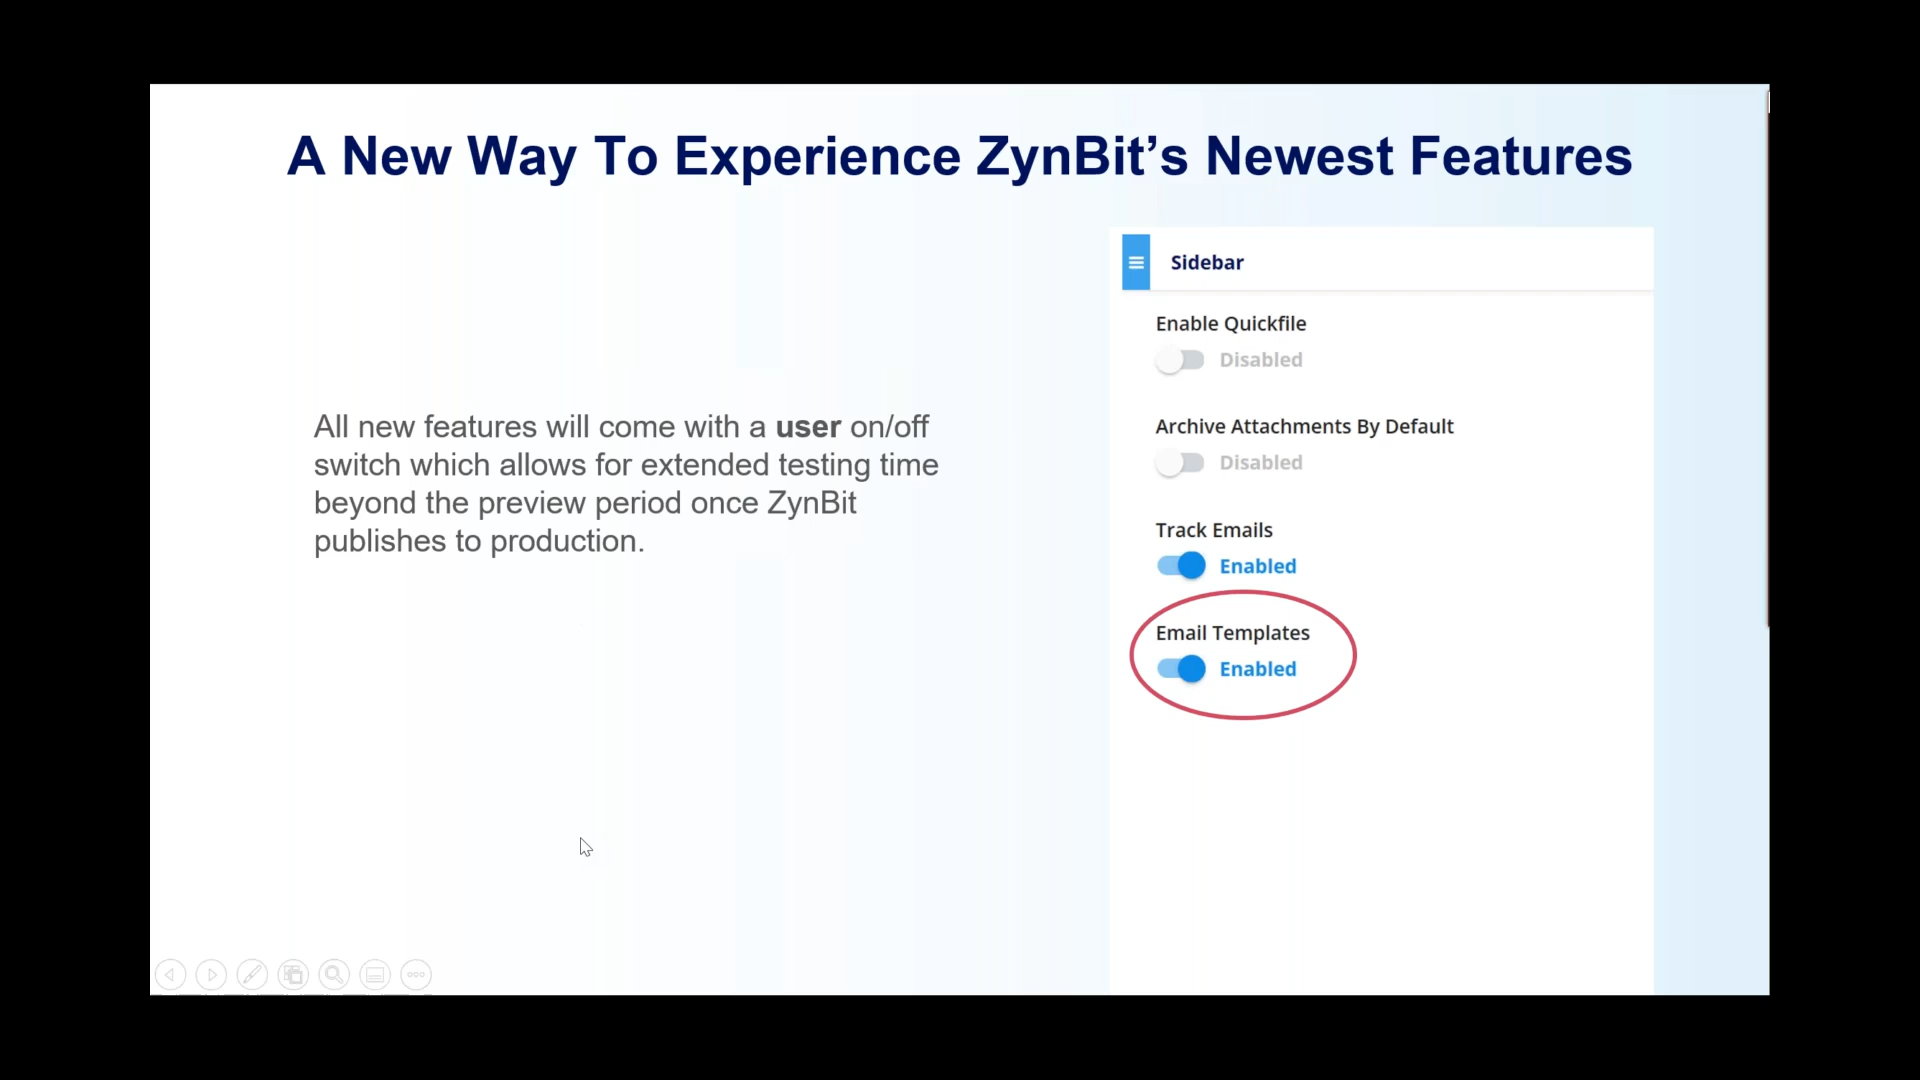 A New Way To Experience ZynBit’s Newest Features
All new features will come with a user on/off
switch which allows for extended testing time
beyond the preview period once ZynBit
publishes to production.
Sidebar
Enable Quickfile
Disabled
Archive Attachments By Default
Disabled
Track Emails
Enabled
Email Templates
Enabled